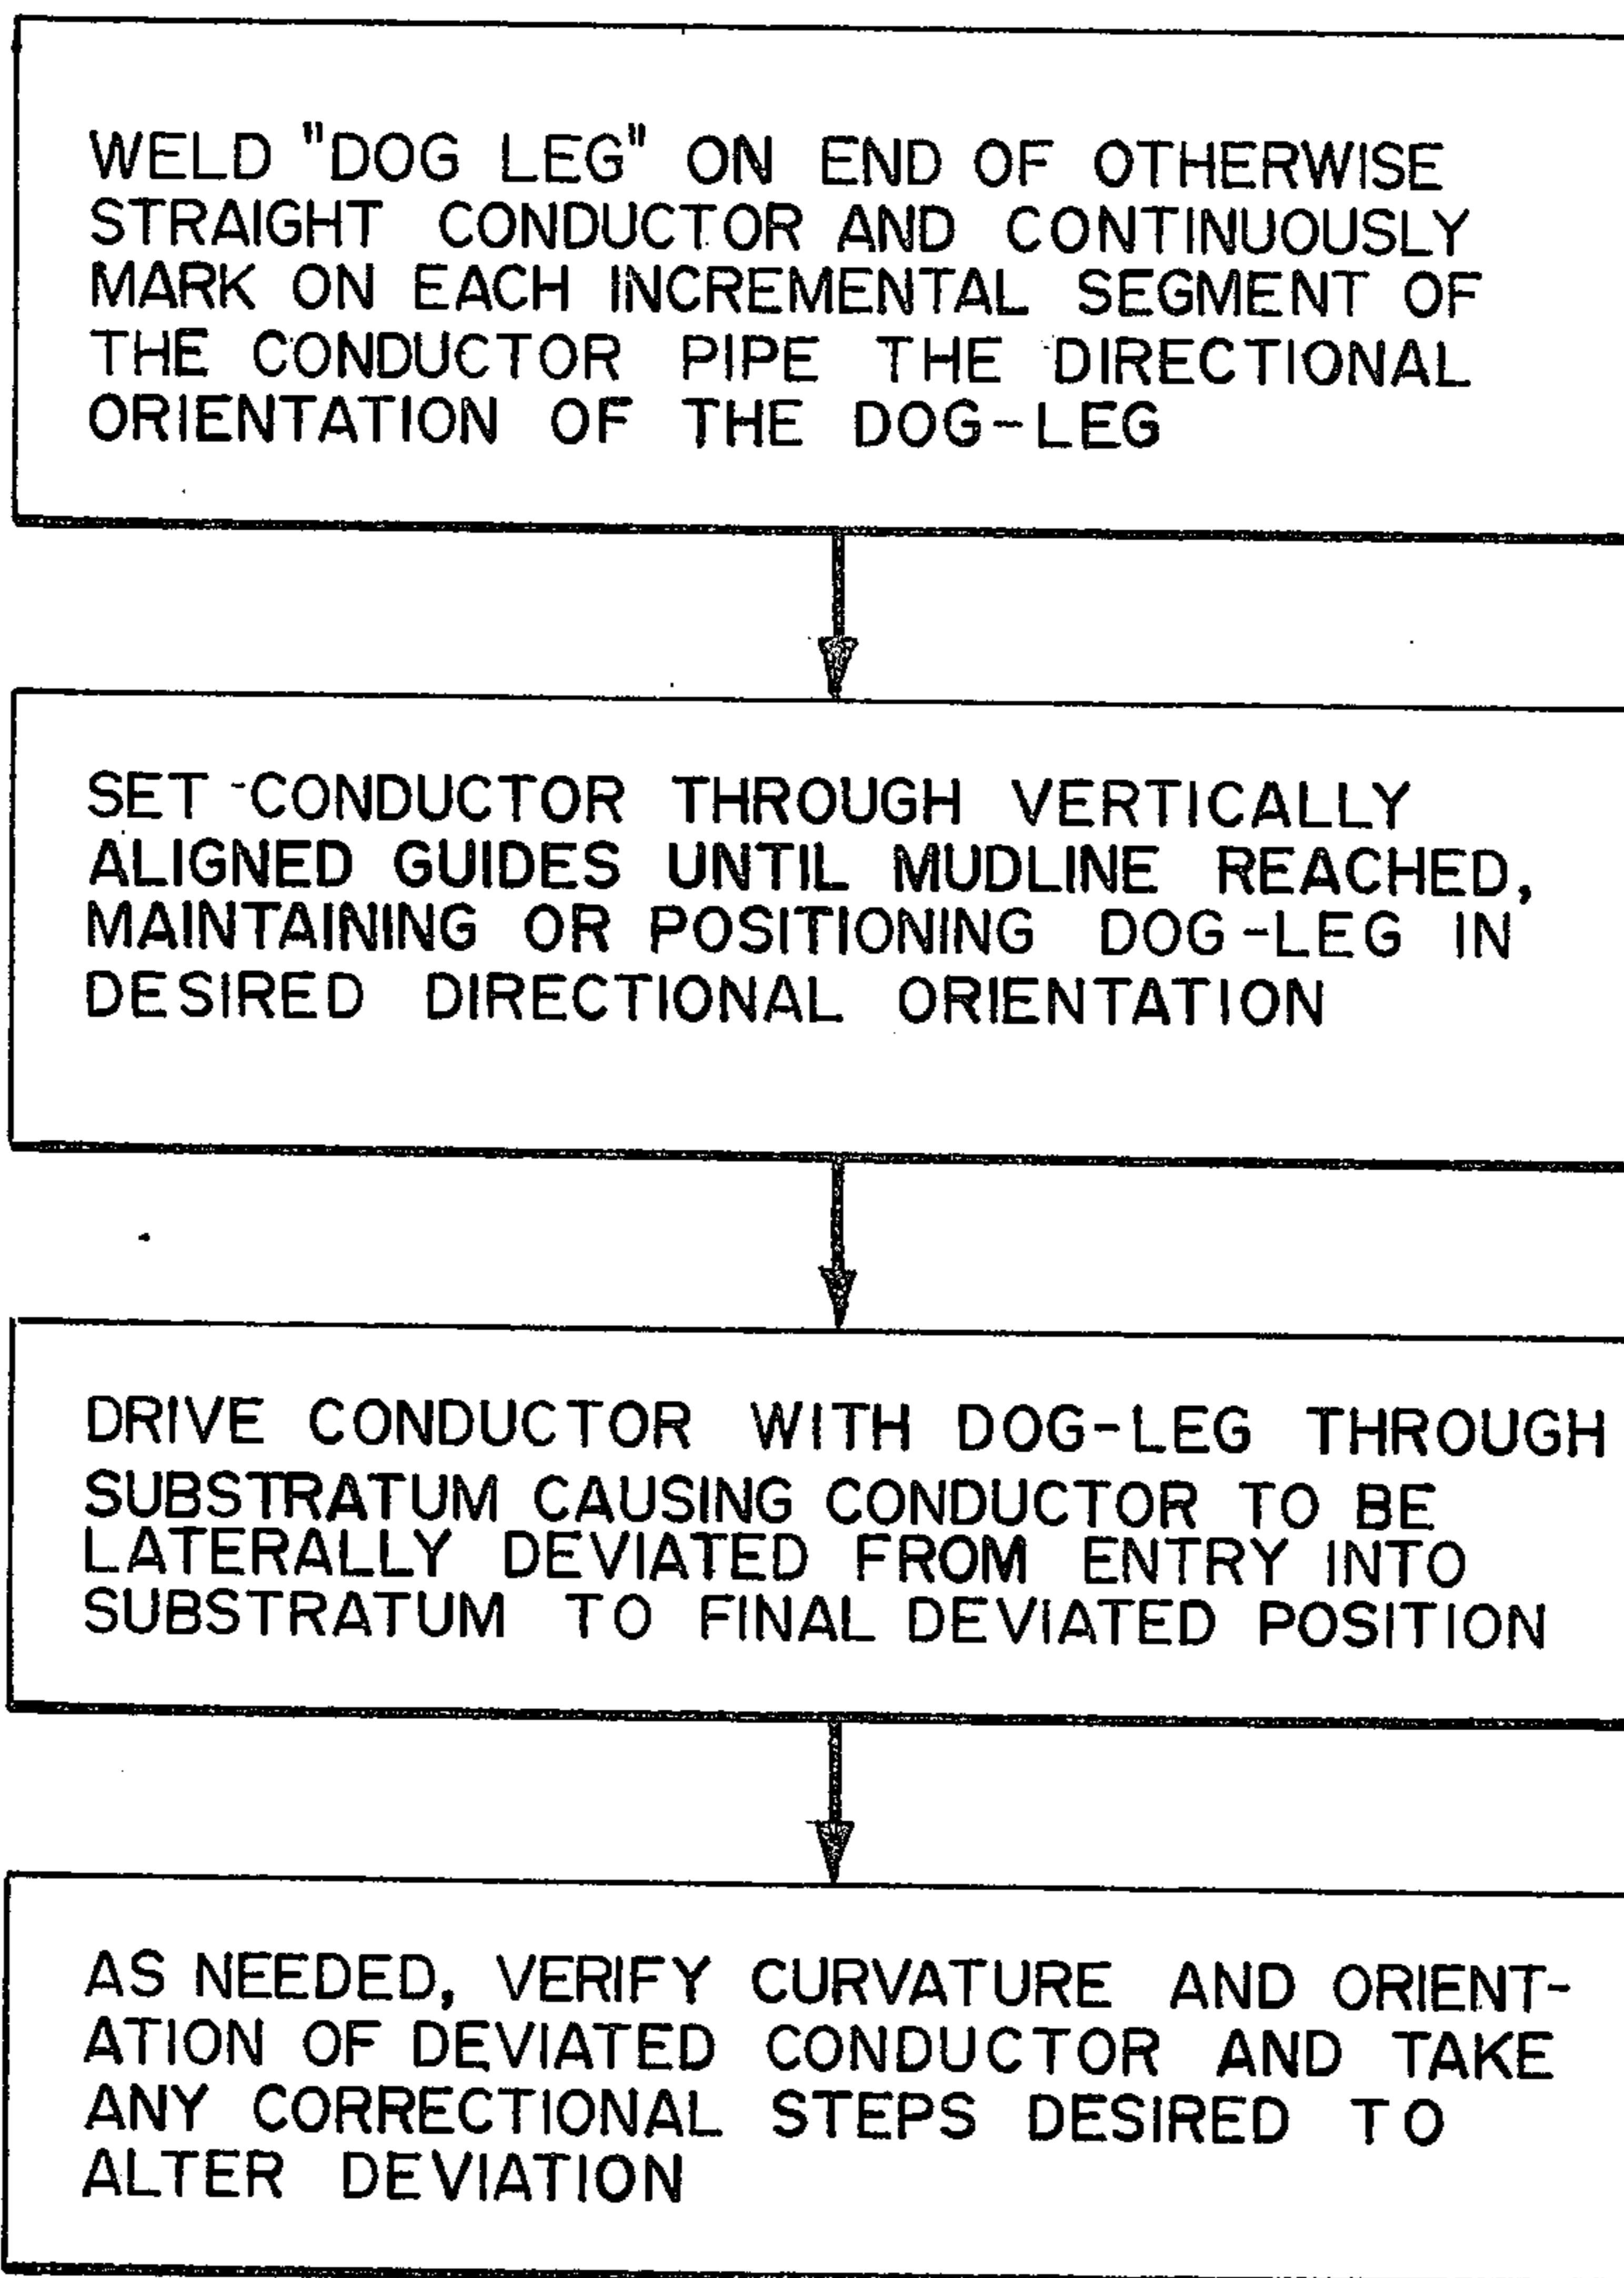 WELD "DOG LEG" ON END OF OTHERWISE
STRAIGHT CONDUCTOR AND CONTINUOUSLY
MARK ON EACH INCREMENTAL SEGMENT OF
THE CONDUCTOR PIPE THE DIRECTIONAL
ORIENTATION OF THE DOG-LEG
SET CONDUCTOR THROUGH VERTICALLY
ALIGNED GUIDES UNTIL MUDLINE REACHED,
MAINTAINING OR POSITIONING DOG-LEG IN
DESIRED DIRECTIONAL ORIENTATION
DRIVE CONDUCTOR WITH DOG-LEG THROUGH
SUBSTRATUM CAUSING CONDUCTOR TO BE
LATERALLY DEVIATED FROM ENTRY INTO
SUBSTRATUM TO FINAL DEVIATED POSITION
AS NEEDED, VERIFY CURVATURE AND ORIENT-
ATION OF DEVIATED CONDUCTOR AND TAKE
ANY CORRECTIONAL STEPS DESIRED TO
ALTER DEVIATION